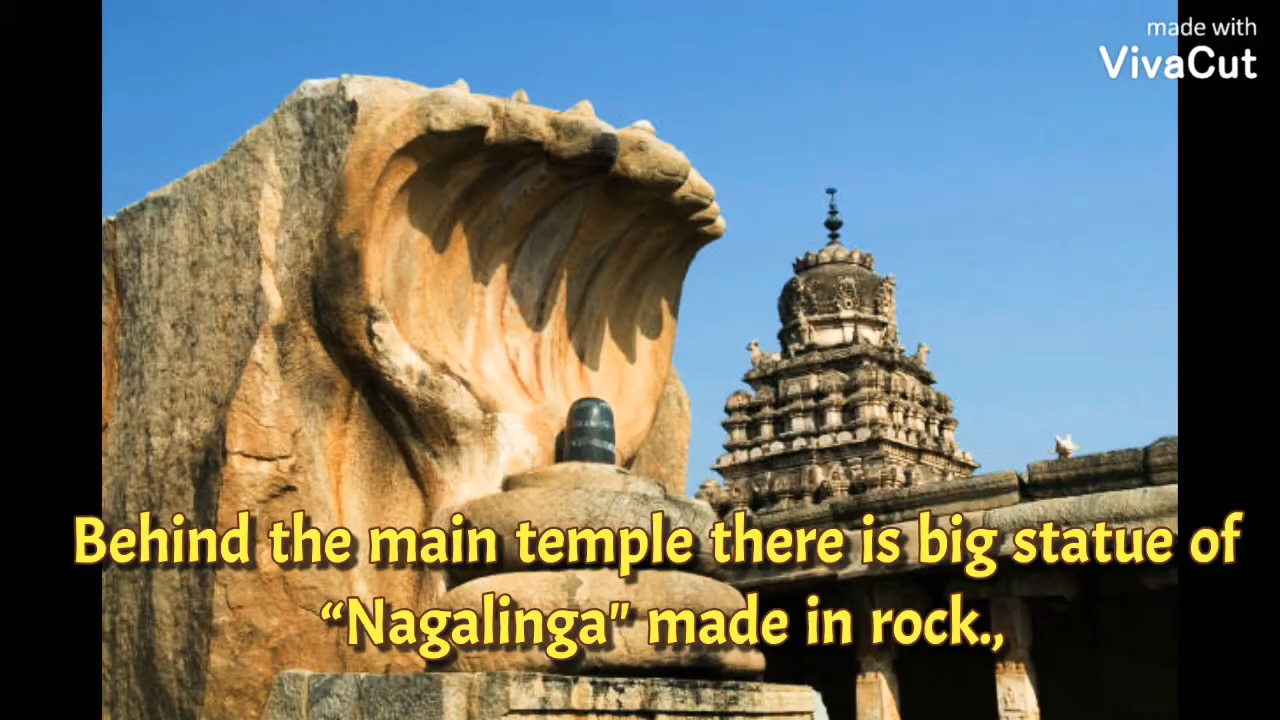 made with
VivaCut
Behind the main temple there is big statue of
“Nagalinga" made in rock.,